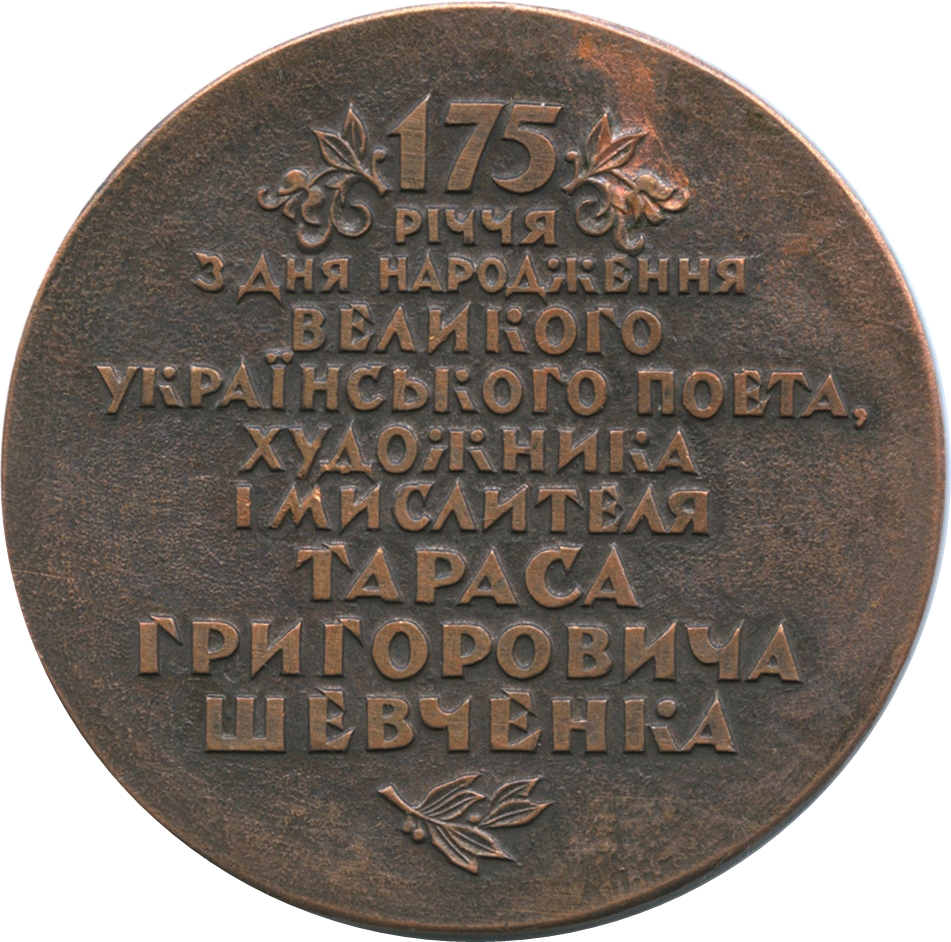 175
РІЧЧЯ
З ДНЯ НАРОДЖЕННЯ
ВЕЛИКОГО
УКРАЇНСЬКОГО ПОЕТА,
ХУДОЖНИКА
І МИСЛИТЕЛЯ
ТАРАСА
ГРИГОРОВИЧА
ШЕВЧЕНКА